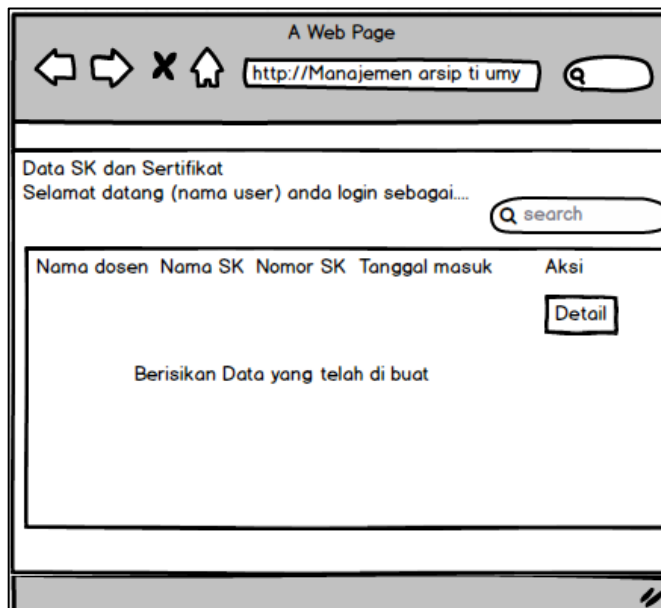 A Web Page
http://Manajemen arsip ti umy
Data SK dan Sertifikat
Selamat datang (nama user) anda login sebagai....
search
Nama dosen Nama SK Nomor SK Tanggal masuk Aksi
Detail
Berisikan Data yang telah di buat